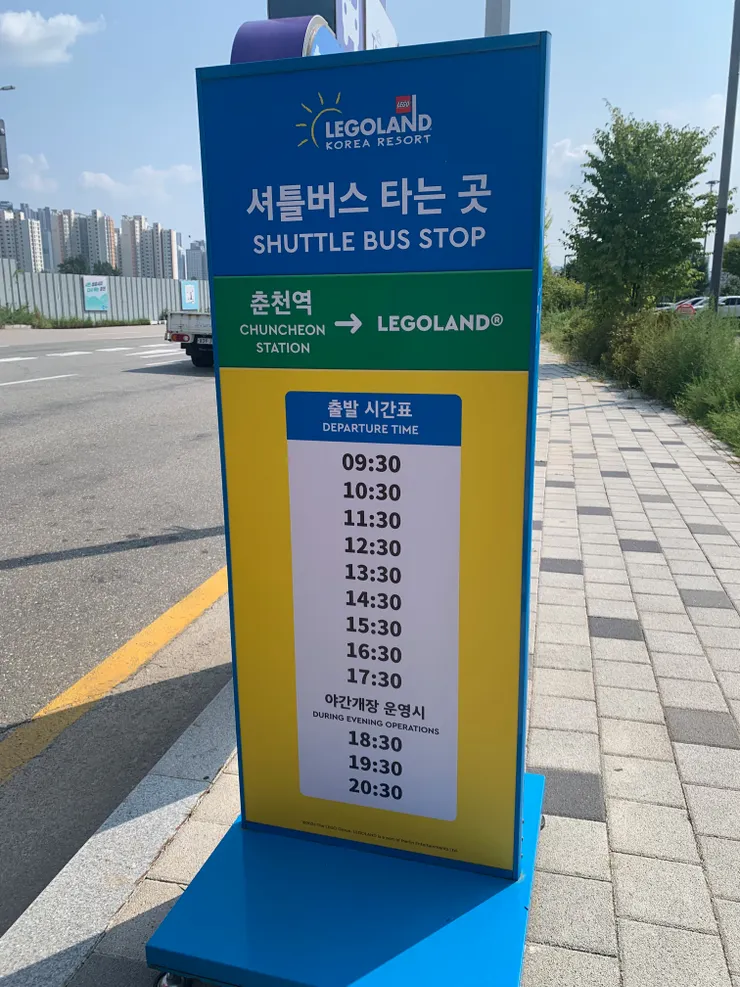 LEGO
LEGOLAND
KOREA RESORT
셔틀버스 타는 곳
SHUTTLE BUS STOP
춘천역
CHUNCHEON
STATION
→ LEGOLAND®
출발 시간표
DEPARTURE TIME
09:30
10:30
11:30
12:30
13:30
14:30
15:30
16:30
17:30
야간개장 운영시
DURING EVENING OPERATIONS
18:30
19:30
20:30